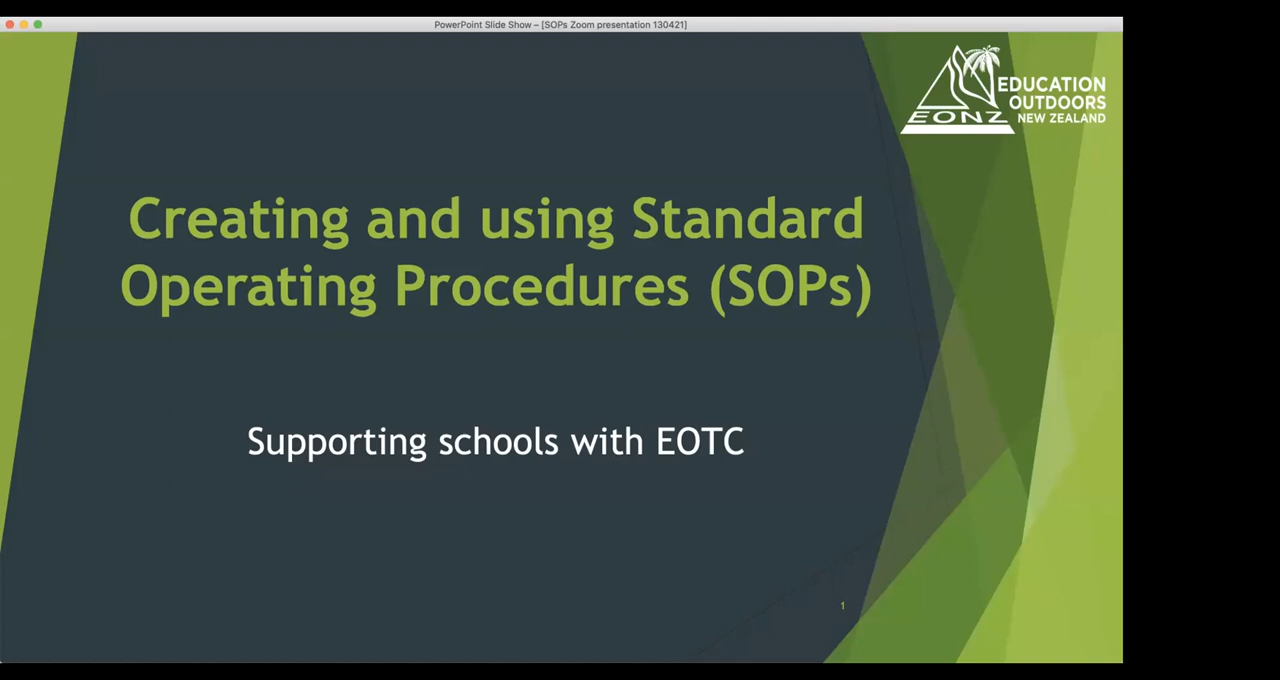 PowerPoint Slide Show – [SOPs Zoom presentation 130421]
EONZ
EDUCATION
OUTDOORS
NEW ZEALAND
Creating and using Standard
Operating Procedures (SOPs)
Supporting schools with EOTC
1